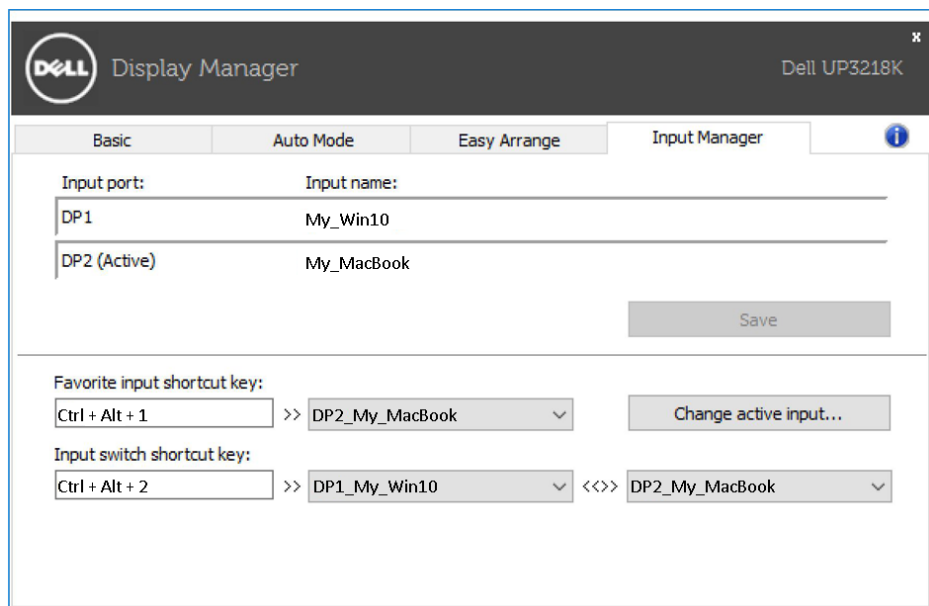 x
DELL Display Manager Dell UP3218K
Basic Auto Mode Easy Arrange Input Manager i
Input port: Input name:
DP1 My_Win10
DP2 (Active) My_MacBook
Save
Favorite input shortcut key:
Ctrl + Alt + 1 >> DP2_My_MacBook Change active input...
Input switch shortcut key:
Ctrl + Alt + 2 >> DP1_My_Win10 <<>> DP2_My_MacBook